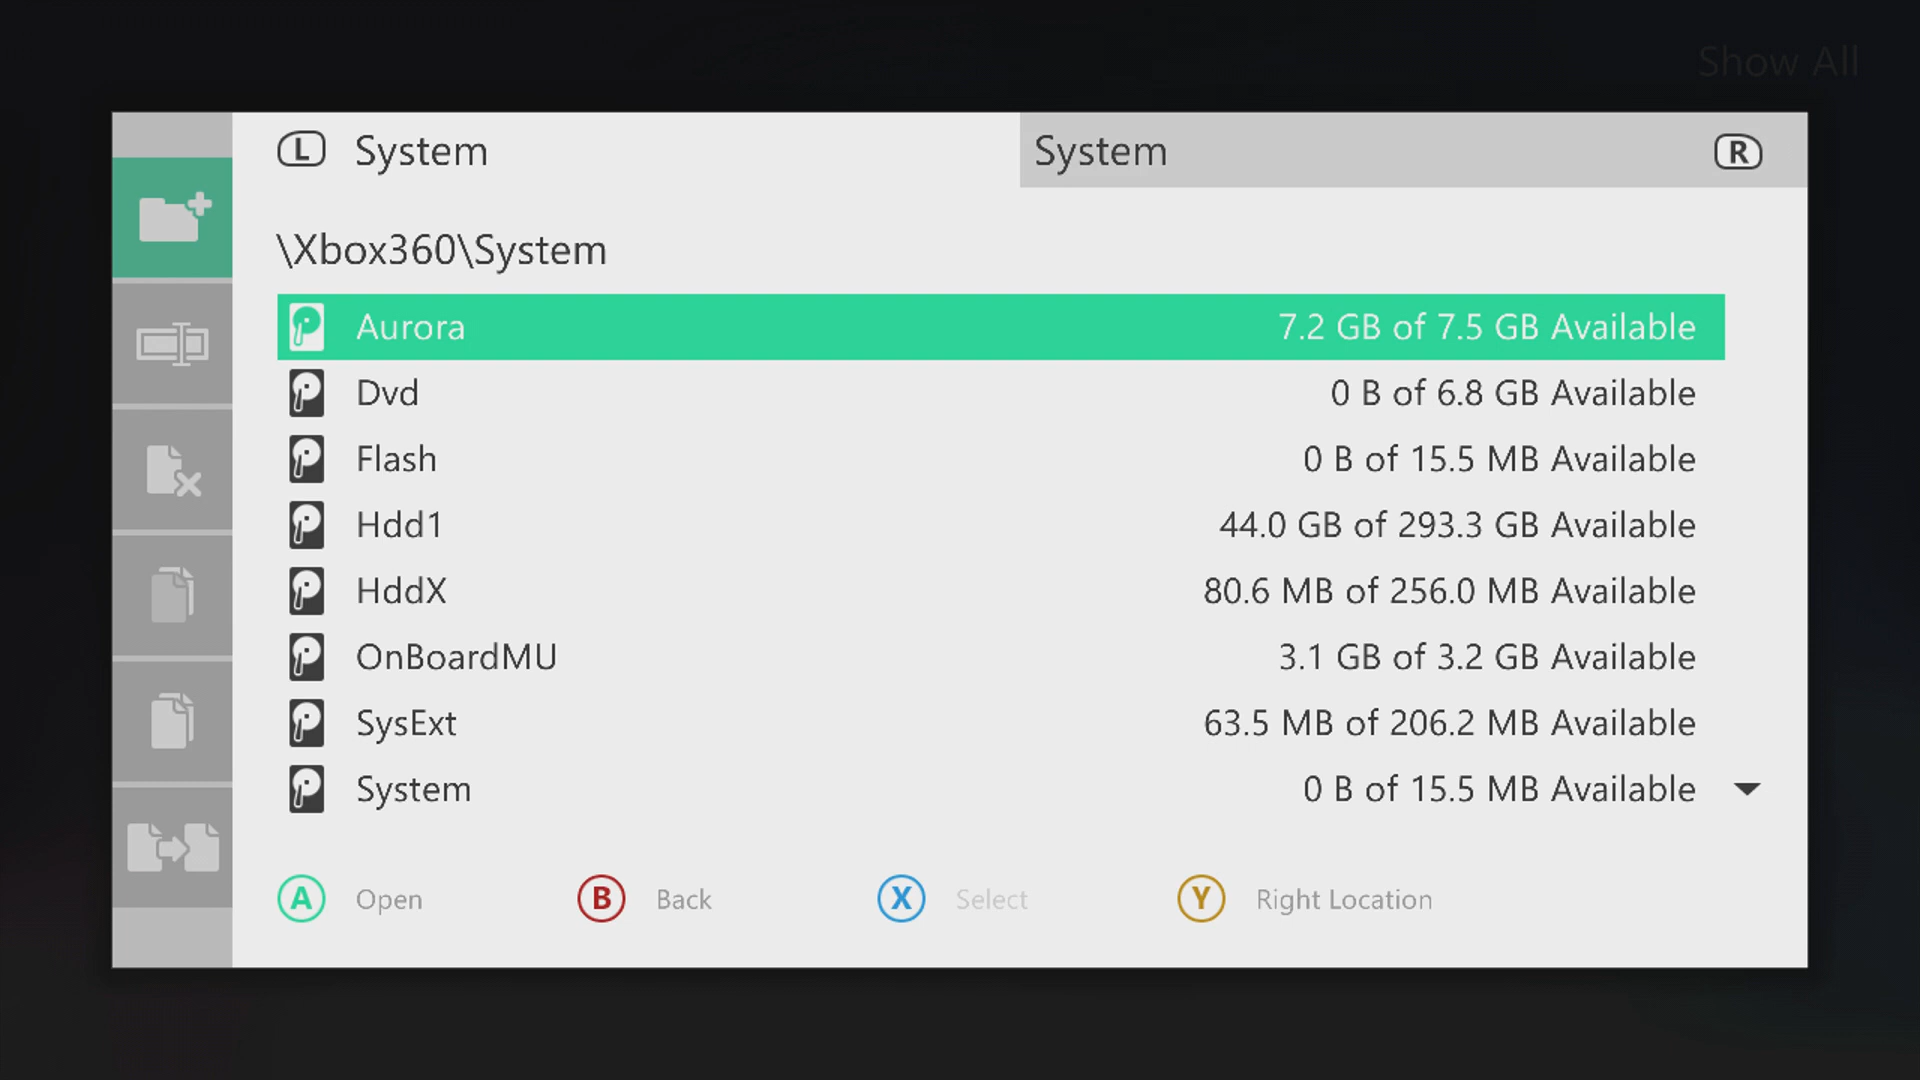 Show All
L System
System R
\Xbox360\System
Aurora 7.2 GB of 7.5 GB Available
Dvd 0 B of 6.8 GB Available
Flash 0 B of 15.5 MB Available
Hdd1 44.0 GB of 293.3 GB Available
HddX 80.6 MB of 256.0 MB Available
OnBoardMU 3.1 GB of 3.2 GB Available
SysExt 63.5 MB of 206.2 MB Available
System 0 B of 15.5 MB Available
A Open B Back X Select Y Right Location